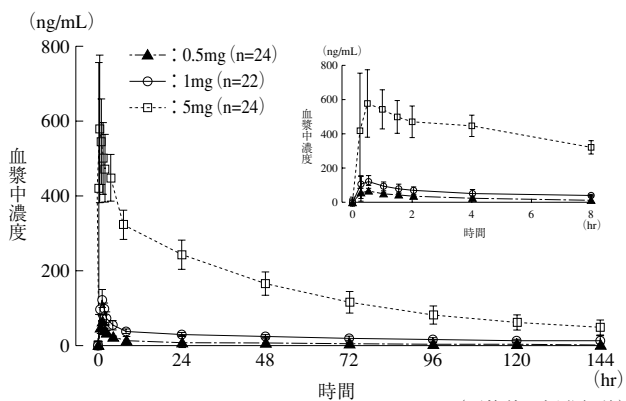 (ng/mL)
800
600
400
200
0
血漿中濃度
0 24 48 72 96 120 144
(hr)
時間
：0.5mg (n=24)
：1mg (n=22)
：5mg (n=24)
(ng/mL)
800
600
400
200
0
血漿中濃度
0 2 4 6 8
(hr)
時間